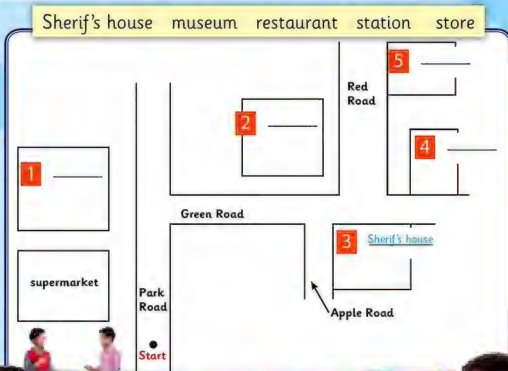 Sherif's house museum restaurant station store
5
Red
Road
2
4
1
Green Road
3 Sherif's house
supermarket
Park
Road
Apple Road
Start